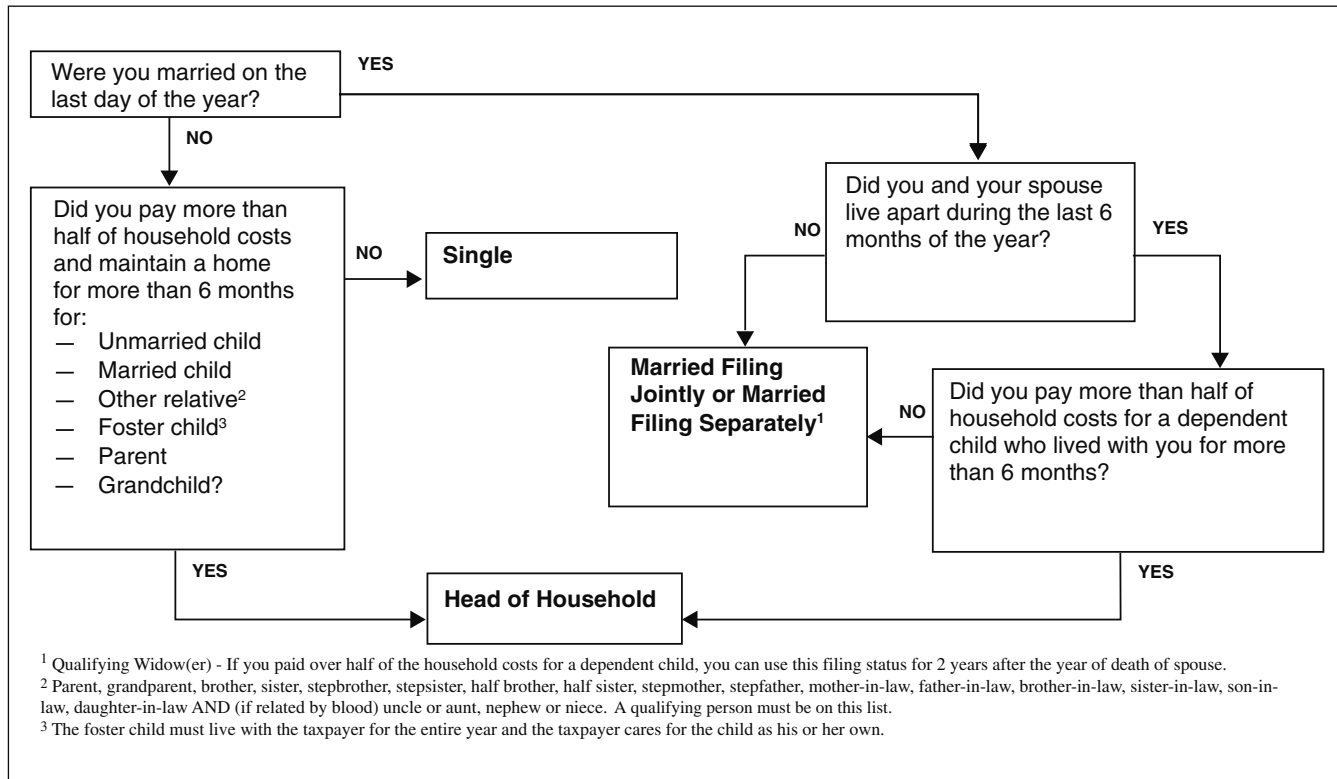 Were you married on the
last day of the year?
YES
NO
Did you pay more than
half of household costs
and maintain a home
for more than 6 months
for:
— Unmarried child
— Married child
— Other relative²
— Foster child³
— Parent
— Grandchild?
NO
Single
Did you and your spouse
live apart during the last 6
months of the year?
NO
YES
Married Filing
Jointly or Married
Filing Separately¹
NO
Did you pay more than half of
household costs for a dependent
child who lived with you for more
than 6 months?
YES
YES
Head of Household
¹ Qualifying Widow(er) - If you paid over half of the household costs for a dependent child, you can use this filing status for 2 years after the year of death of spouse.
² Parent, grandparent, brother, sister, stepbrother, stepsister, half brother, half sister, stepmother, stepfather, mother-in-law, father-in-law, brother-in-law, sister-in-law, son-in-
law, daughter-in-law AND (if related by blood) uncle or aunt, nephew or niece. A qualifying person must be on this list.
³ The foster child must live with the taxpayer for the entire year and the taxpayer cares for the child as his or her own.